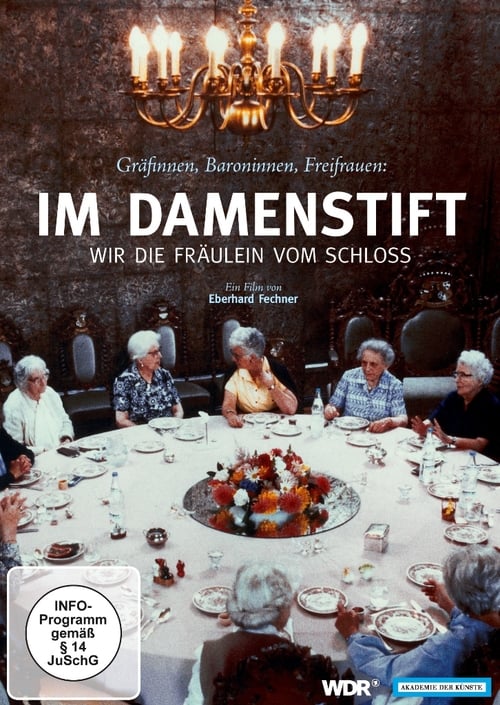 Gräfinnen, Baroninnen, Freifrauen:
IM DAMENSTIFT
WIR DIE FRÄULEIN VOM SCHLOSS
Ein Film von
Eberhard Fechner
INFO-
Programm
gemäß
§ 14
JuSchG
WDR
AKADEMIE DER KÜNSTE